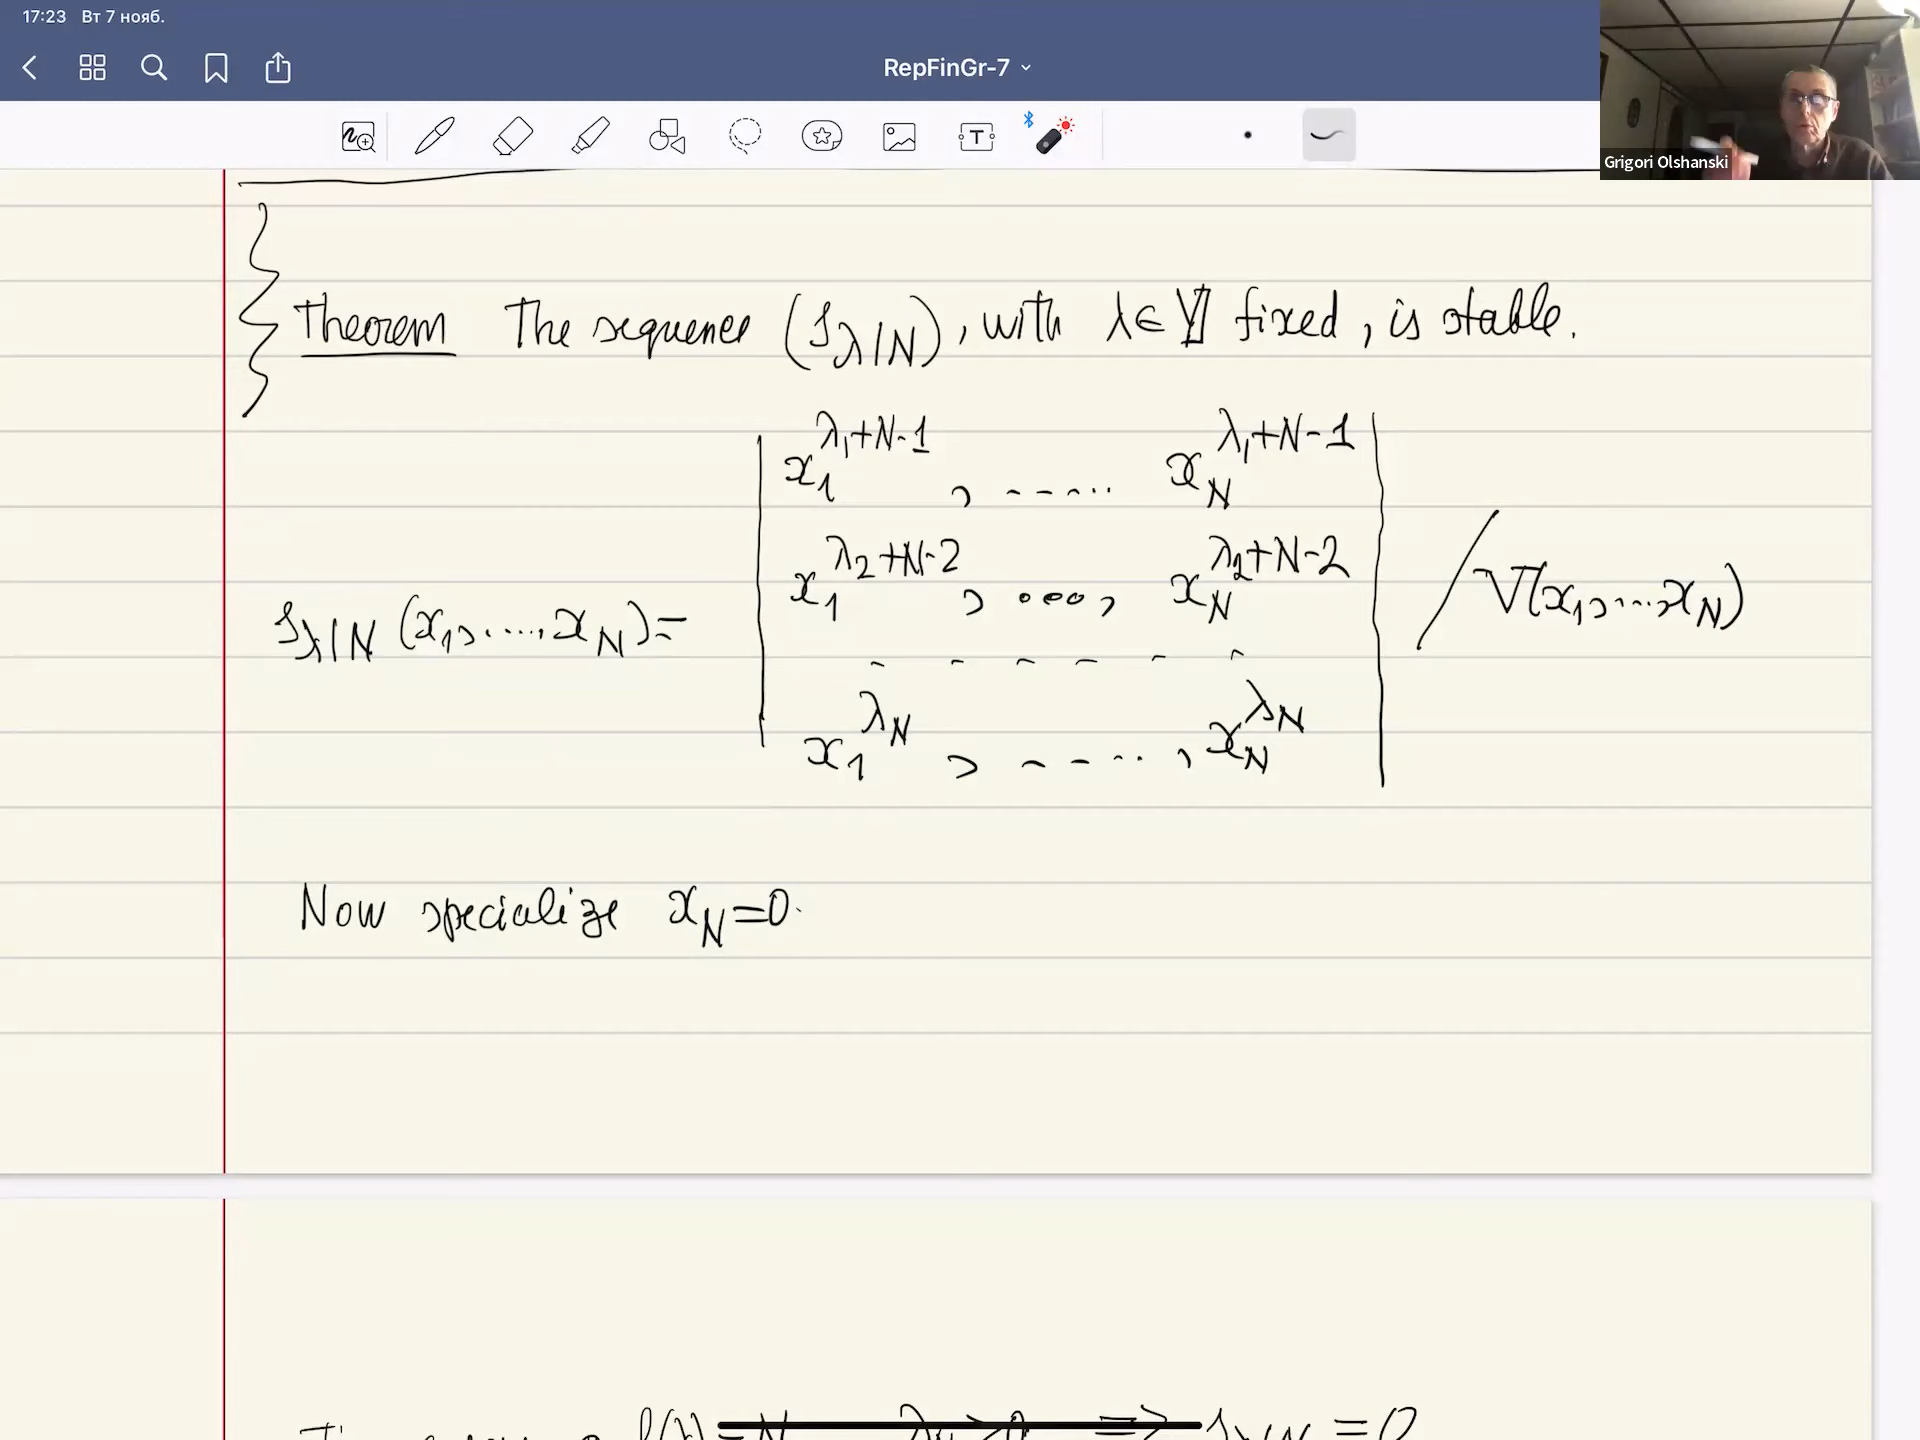 17:23 Вт 7 нояб.
RepFinGr-7
Grigori Olshanski
Theorem The sequence (s_{λ|N}), with λ∈𝕐 fixed, is stable.
x_1^{λ_1+N-1}, ..... x_N^{λ_1+N-1}
x_1^{λ_2+N-2}, ..., x_N^{λ_2+N-2}
s_{λ|N}(x_1,....,x_N)= / V(x_1,...,x_N)
x_1^{λ_N}, ....., x_N^{λ_N}
Now specialize x_N=0.